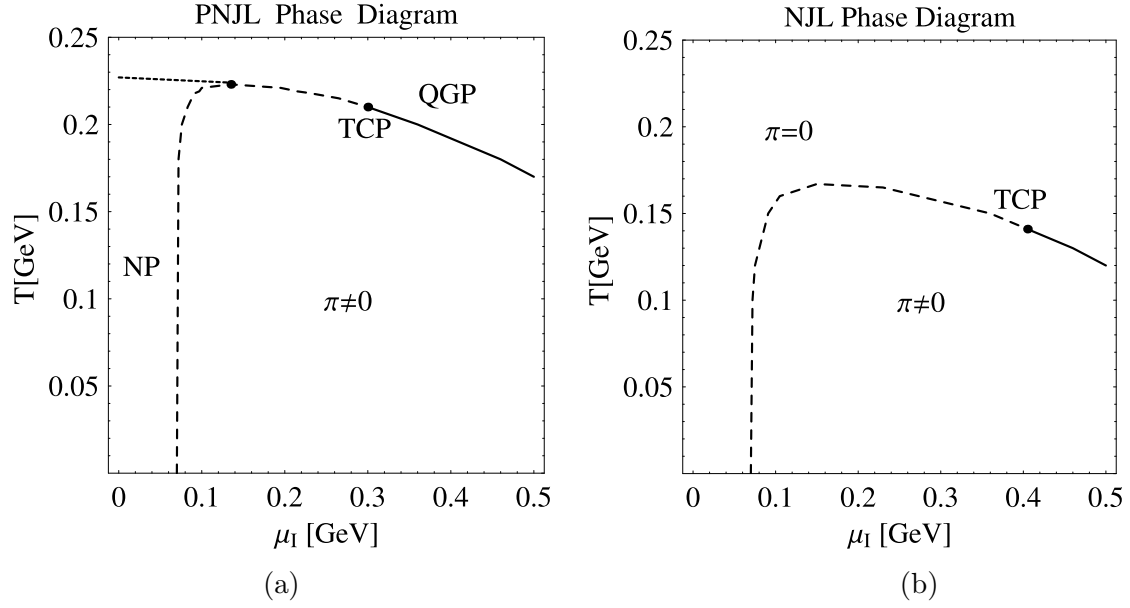 PNJL Phase Diagram
0.25
0.2
0.15
0.1
0.05
T[GeV]
QGP
TCP
NP
π≠0
0 0.1 0.2 0.3 0.4 0.5
μI [GeV]
(a)
NJL Phase Diagram
0.25
0.2
0.15
0.1
0.05
T[GeV]
π=0
TCP
π≠0
0 0.1 0.2 0.3 0.4 0.5
μI [GeV]
(b)